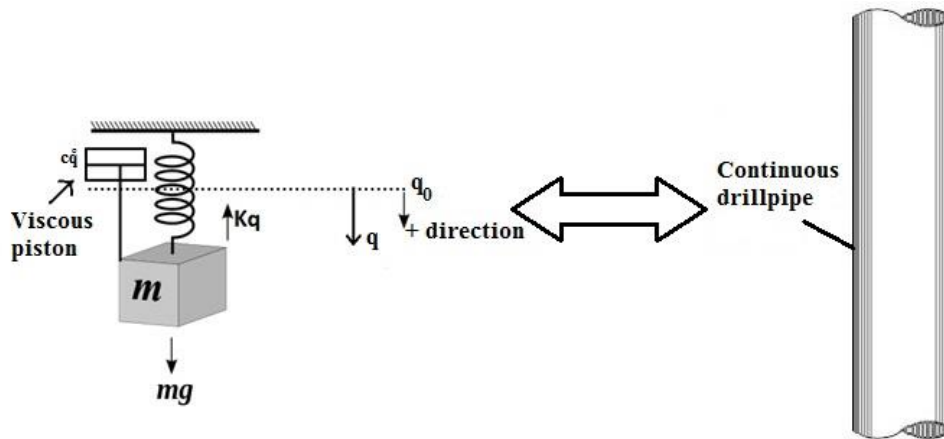 cq̊
Viscous
piston
Kq
q
q₀
+ direction
m
mg
Continuous
drillpipe